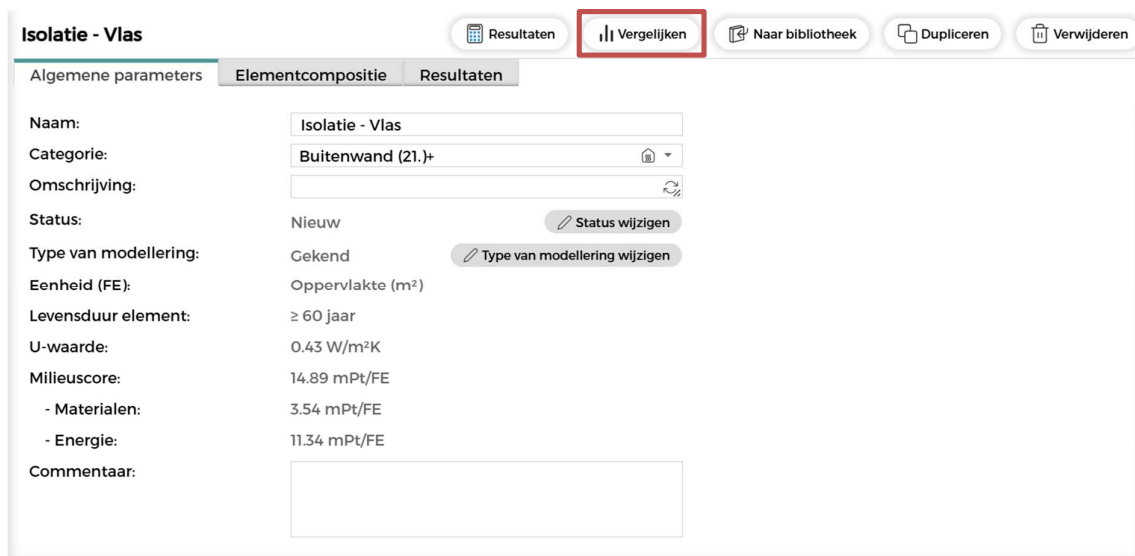 Isolatie - Vlas Resultaten Vergelijken Naar bibliotheek Dupliceren Verwijderen
Algemene parameters Elementcompositie Resultaten
Naam: Isolatie - Vlas
Categorie: Buitenwand (21.)+
Omschrijving:
Status: Nieuw Status wijzigen
Type van modellering: Gekend Type van modellering wijzigen
Eenheid (FE): Oppervlakte (m²)
Levensduur element: ≥ 60 jaar
U-waarde: 0.43 W/m²K
Milieuscore: 14.89 mPt/FE
- Materialen: 3.54 mPt/FE
- Energie: 11.34 mPt/FE
Commentaar: